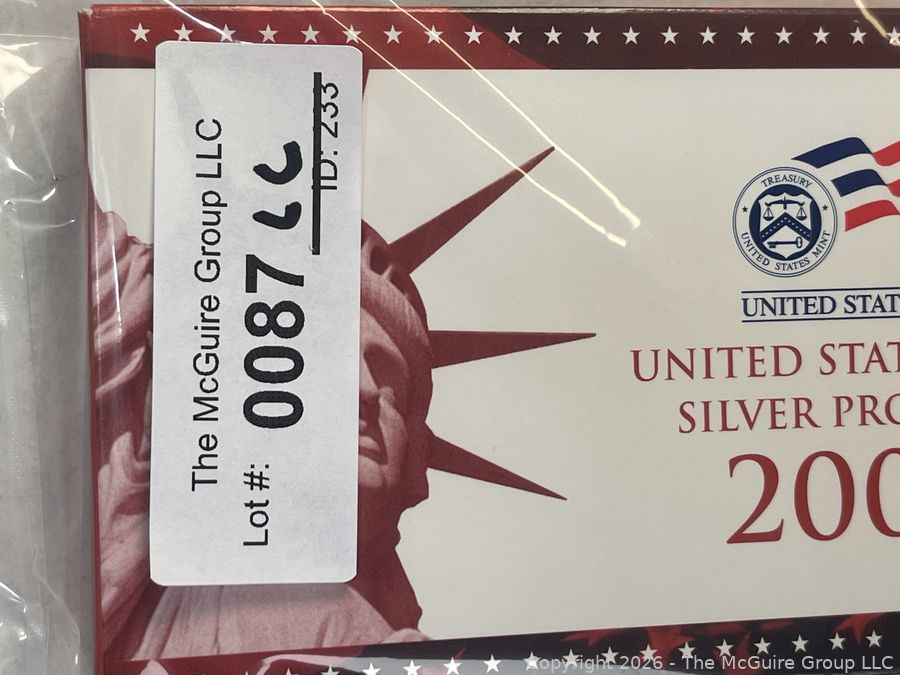 The McGuire Group LLC
Lot #: 0087
ID: 233
TREASURY
UNITED STATES MINT
UNITED STAT
UNITED STAT
SILVER PRO
200
Copyright 2026 - The McGuire Group LLC